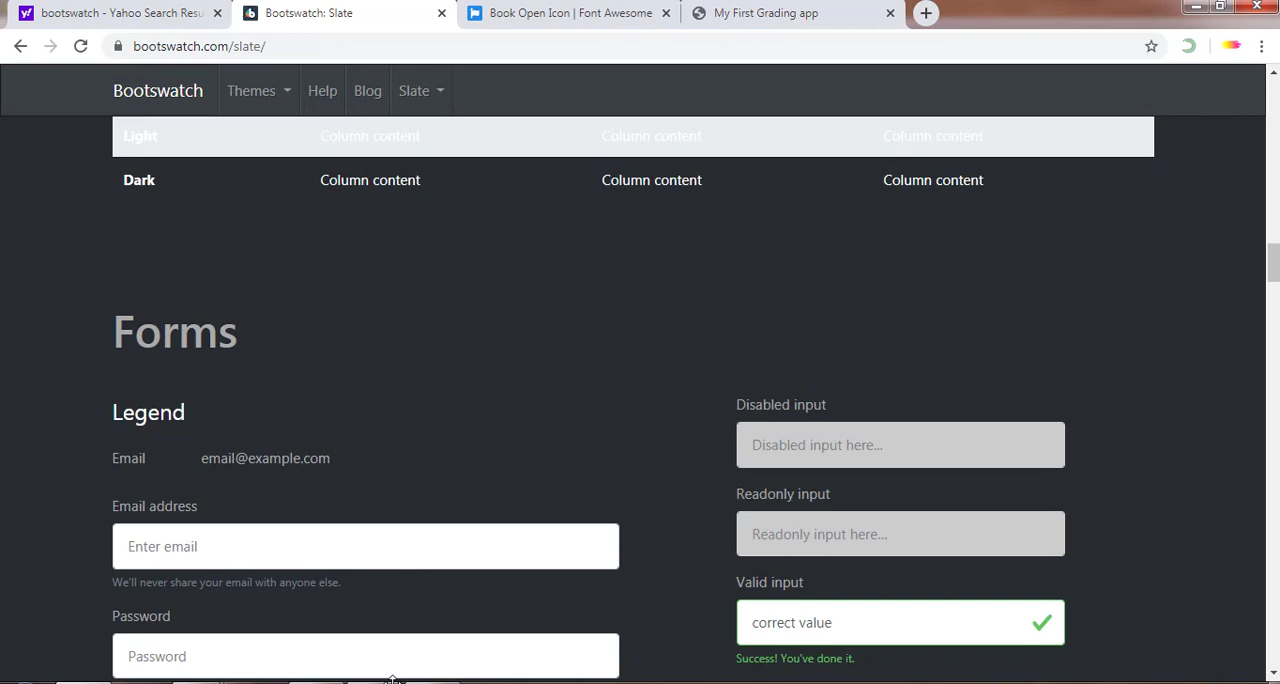 bootswatch - Yahoo Search Resu
Bootswatch: Slate
Book Open Icon | Font Awesome
My First Grading app
bootswatch.com/slate/
Bootswatch Themes Help Blog Slate
Light Column content Column content Column content
Dark Column content Column content Column content
Forms
Legend
Email email@example.com
Email address
Enter email
We'll never share your email with anyone else.
Password
Password
Disabled input
Disabled input here...
Readonly input
Readonly input here...
Valid input
correct value
Success! You've done it.